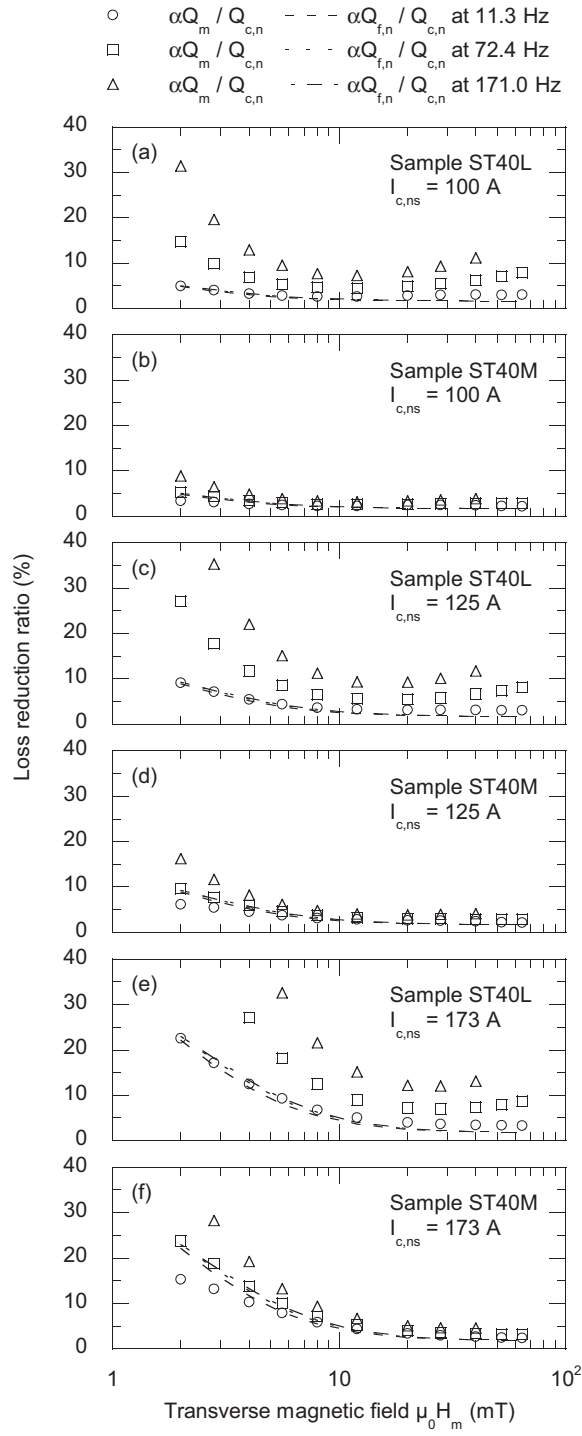 ○ αQm / Qc,n – – – αQf,n / Qc,n at 11.3 Hz
□ αQm / Qc,n - - - αQf,n / Qc,n at 72.4 Hz
△ αQm / Qc,n — - — αQf,n / Qc,n at 171.0 Hz
Loss reduction ratio (%)
40
30
20
10
0
(a)
Sample ST40L
Ic,ns = 100 A
40
30
20
10
0
(b)
Sample ST40M
Ic,ns = 100 A
40
30
20
10
0
(c)
Sample ST40L
Ic,ns = 125 A
40
30
20
10
0
(d)
Sample ST40M
Ic,ns = 125 A
40
30
20
10
0
(e)
Sample ST40L
Ic,ns = 173 A
40
30
20
10
0
(f)
Sample ST40M
Ic,ns = 173 A
1 10 10²
Transverse magnetic field μ₀Hm (mT)